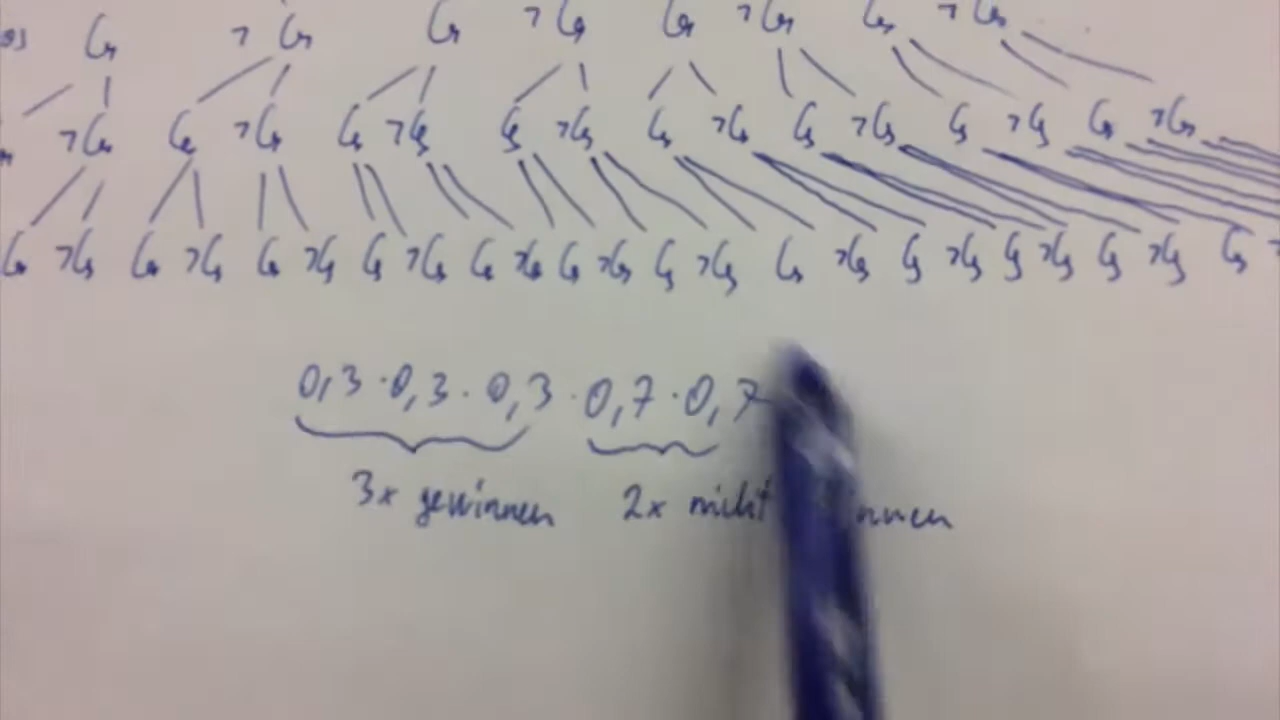 G ¬G G ¬G G ¬G G ¬G
¬G G ¬G G ¬G G ¬G G ¬G G ¬G G ¬G G ¬G
G ¬G G ¬G G ¬G G ¬G G ¬G G ¬G G ¬G G ¬G G ¬G G ¬G G ¬G G
0,3 · 0,3 · 0,3 · 0,7 · 0,7
3x gewinnen 2x nicht